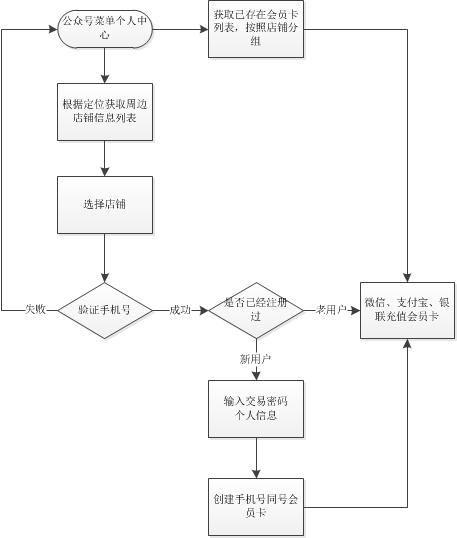 公众号菜单个人中
心
获取已存在会员卡
列表，按照店铺分
组
根据定位获取周边
店铺信息列表
选择店铺
失败
验证手机号
成功
是否已经注册
过
老用户
微信、支付宝、银
联充值会员卡
新用户
输入交易密码
个人信息
创建手机号同号会
员卡